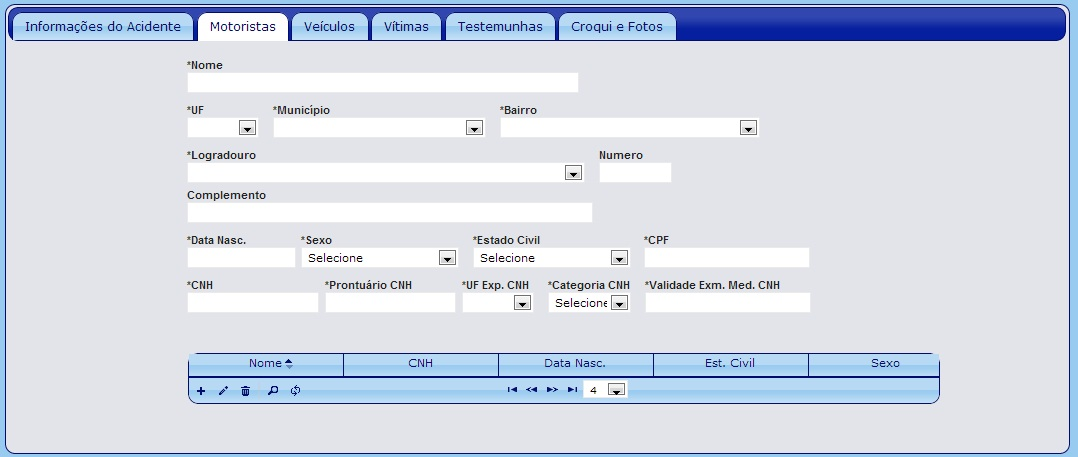 Informações do Acidente Motoristas Veículos Vítimas Testemunhas Croqui e Fotos
*Nome
*UF *Município *Bairro
*Logradouro Numero
Complemento
*Data Nasc. *Sexo *Estado Civil *CPF
Selecione Selecione
*CNH *Prontuário CNH *UF Exp. CNH *Categoria CNH *Validade Exm. Med. CNH
Selecione
Nome CNH Data Nasc. Est. Civil Sexo
4